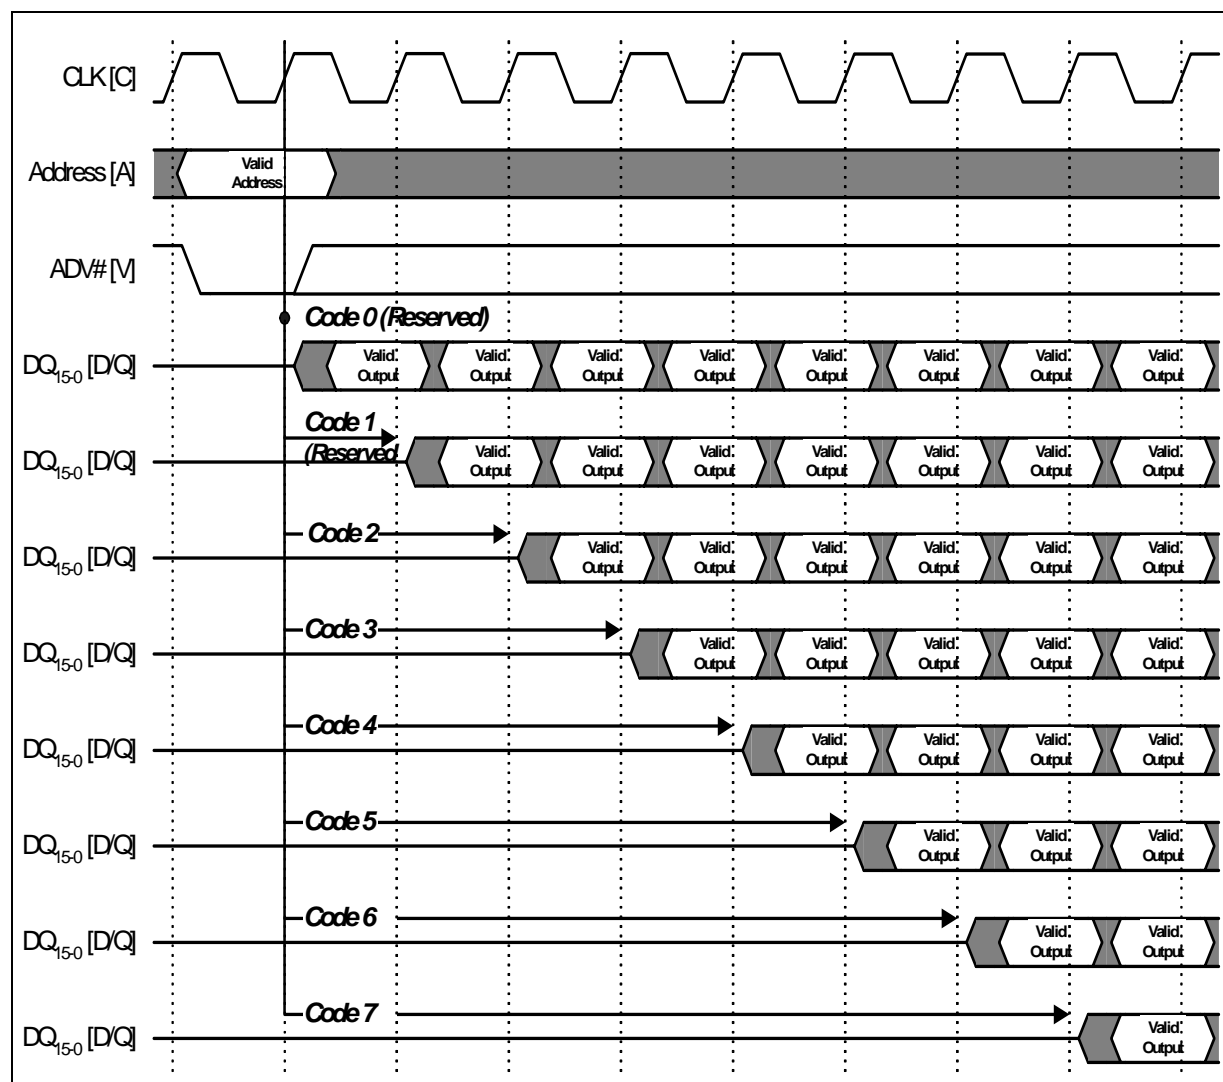 CLK [C]
Address [A]
Valid
Address
ADV# [V]
Code 0 (Reserved)
DQ15-0 [D/Q]
Valid Output Valid Output Valid Output Valid Output Valid Output Valid Output Valid Output Valid Output
Code 1
(Reserved
DQ15-0 [D/Q]
Valid Output Valid Output Valid Output Valid Output Valid Output Valid Output Valid Output
Code 2
DQ15-0 [D/Q]
Valid Output Valid Output Valid Output Valid Output Valid Output Valid Output
Code 3
DQ15-0 [D/Q]
Valid Output Valid Output Valid Output Valid Output Valid Output
Code 4
DQ15-0 [D/Q]
Valid Output Valid Output Valid Output Valid Output
Code 5
DQ15-0 [D/Q]
Valid Output Valid Output Valid Output
Code 6
DQ15-0 [D/Q]
Valid Output Valid Output
Code 7
DQ15-0 [D/Q]
Valid Output